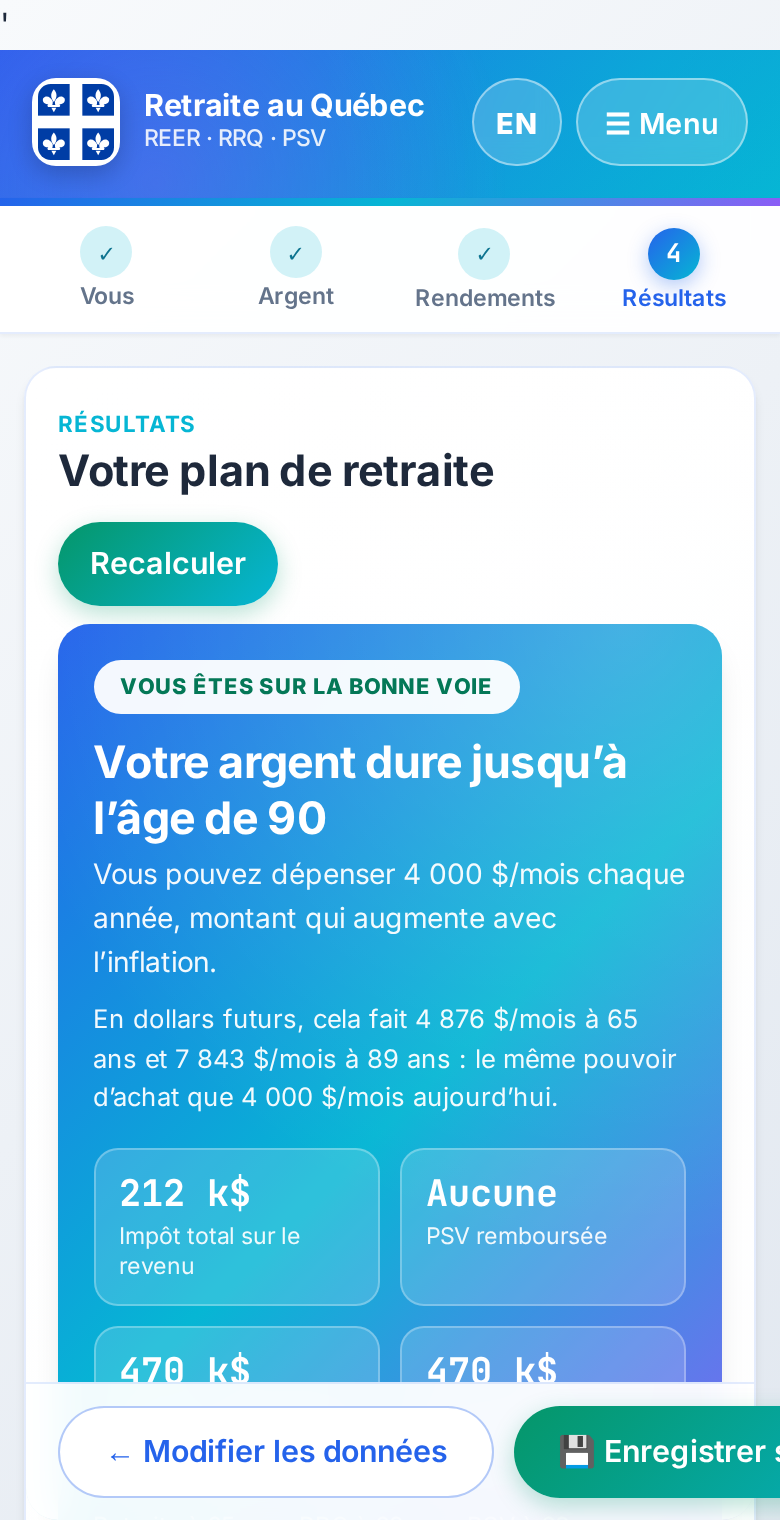 '
Retraite au Québec
REER · RRQ · PSV
EN
☰ Menu
✓
✓
✓
4
Vous
Argent
Rendements
Résultats
RÉSULTATS
Votre plan de retraite
Recalculer
VOUS ÊTES SUR LA BONNE VOIE
Votre argent dure jusqu’à
l’âge de 90
Vous pouvez dépenser 4 000 $/mois chaque
année, montant qui augmente avec
l’inflation.
En dollars futurs, cela fait 4 876 $/mois à 65
ans et 7 843 $/mois à 89 ans : le même pouvoir
d’achat que 4 000 $/mois aujourd’hui.
212 k$
Impôt total sur le
revenu
Aucune
PSV remboursée
470 k$
470 k$
← Modifier les données
💾 Enregistrer